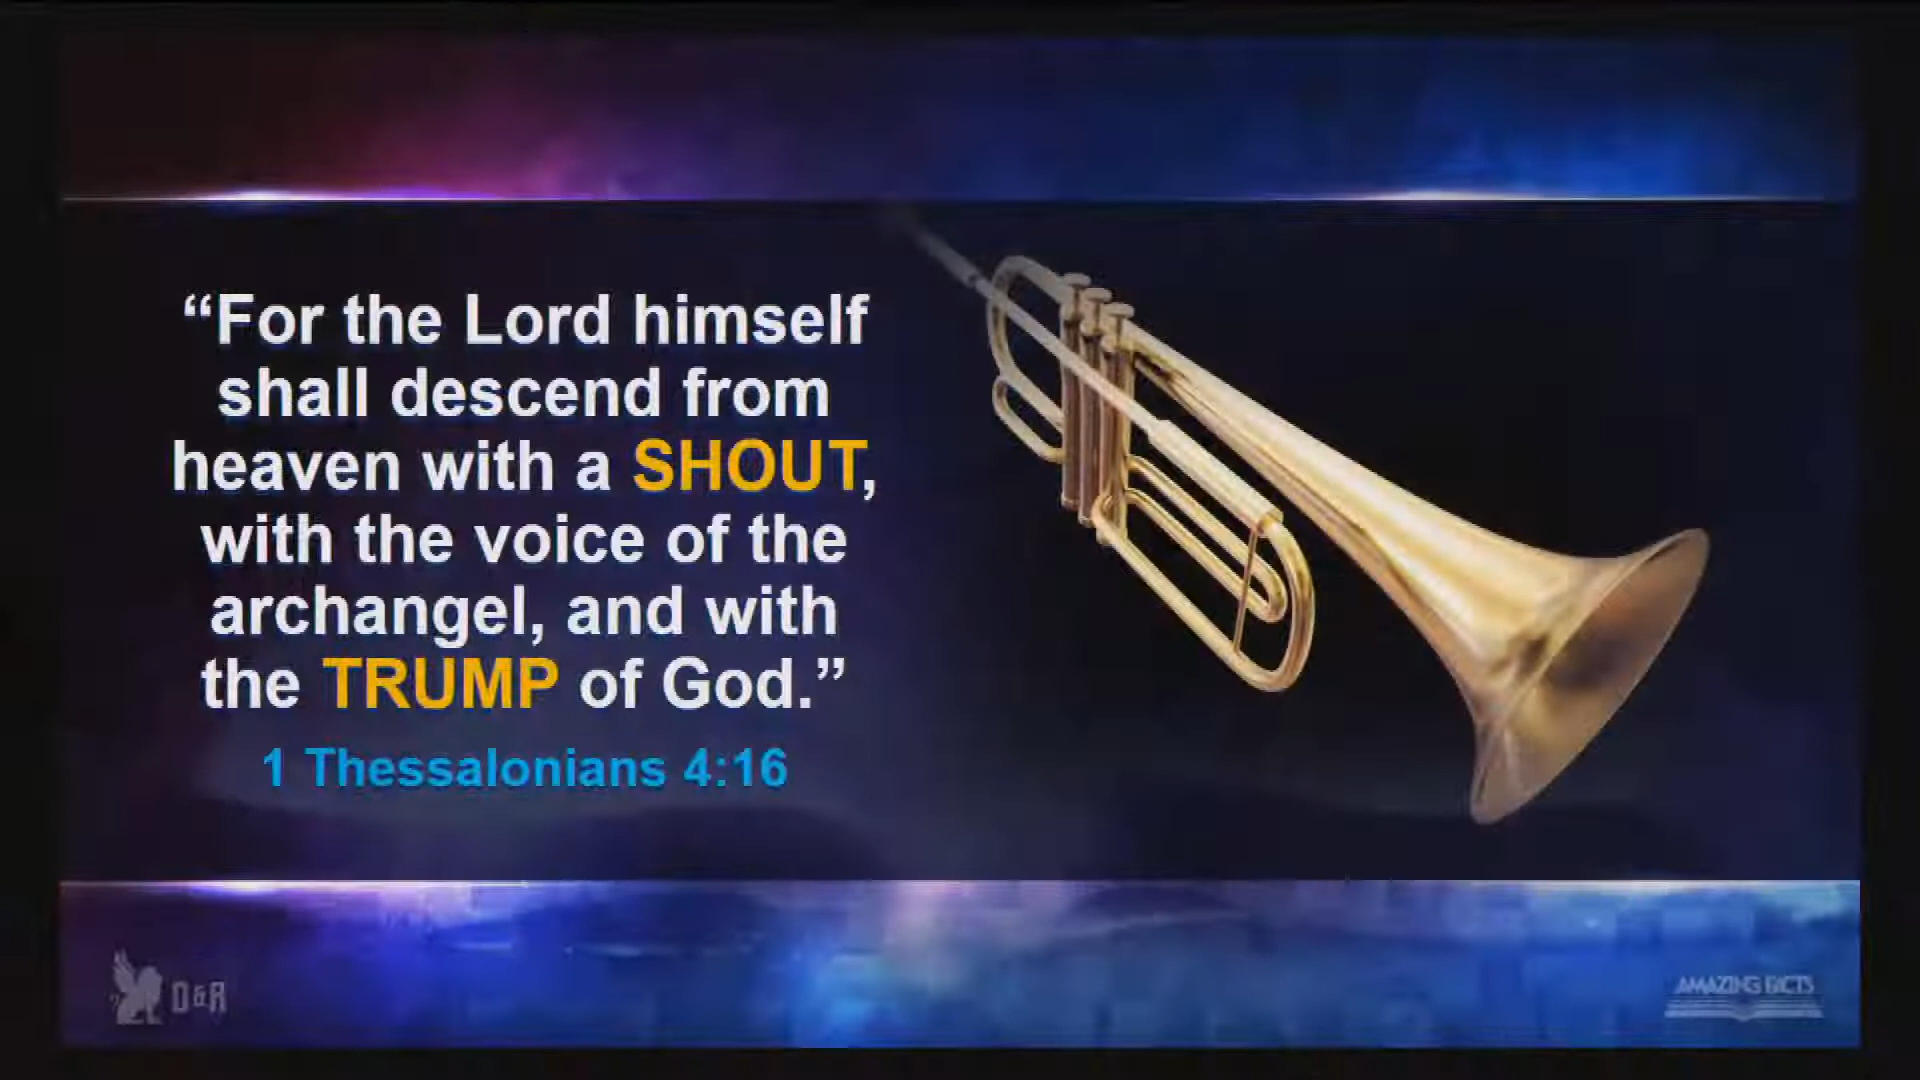 “For the Lord himself
shall descend from
heaven with a SHOUT,
with the voice of the
archangel, and with
the TRUMP of God.”
1 Thessalonians 4:16
D&R
AMAZING FACTS